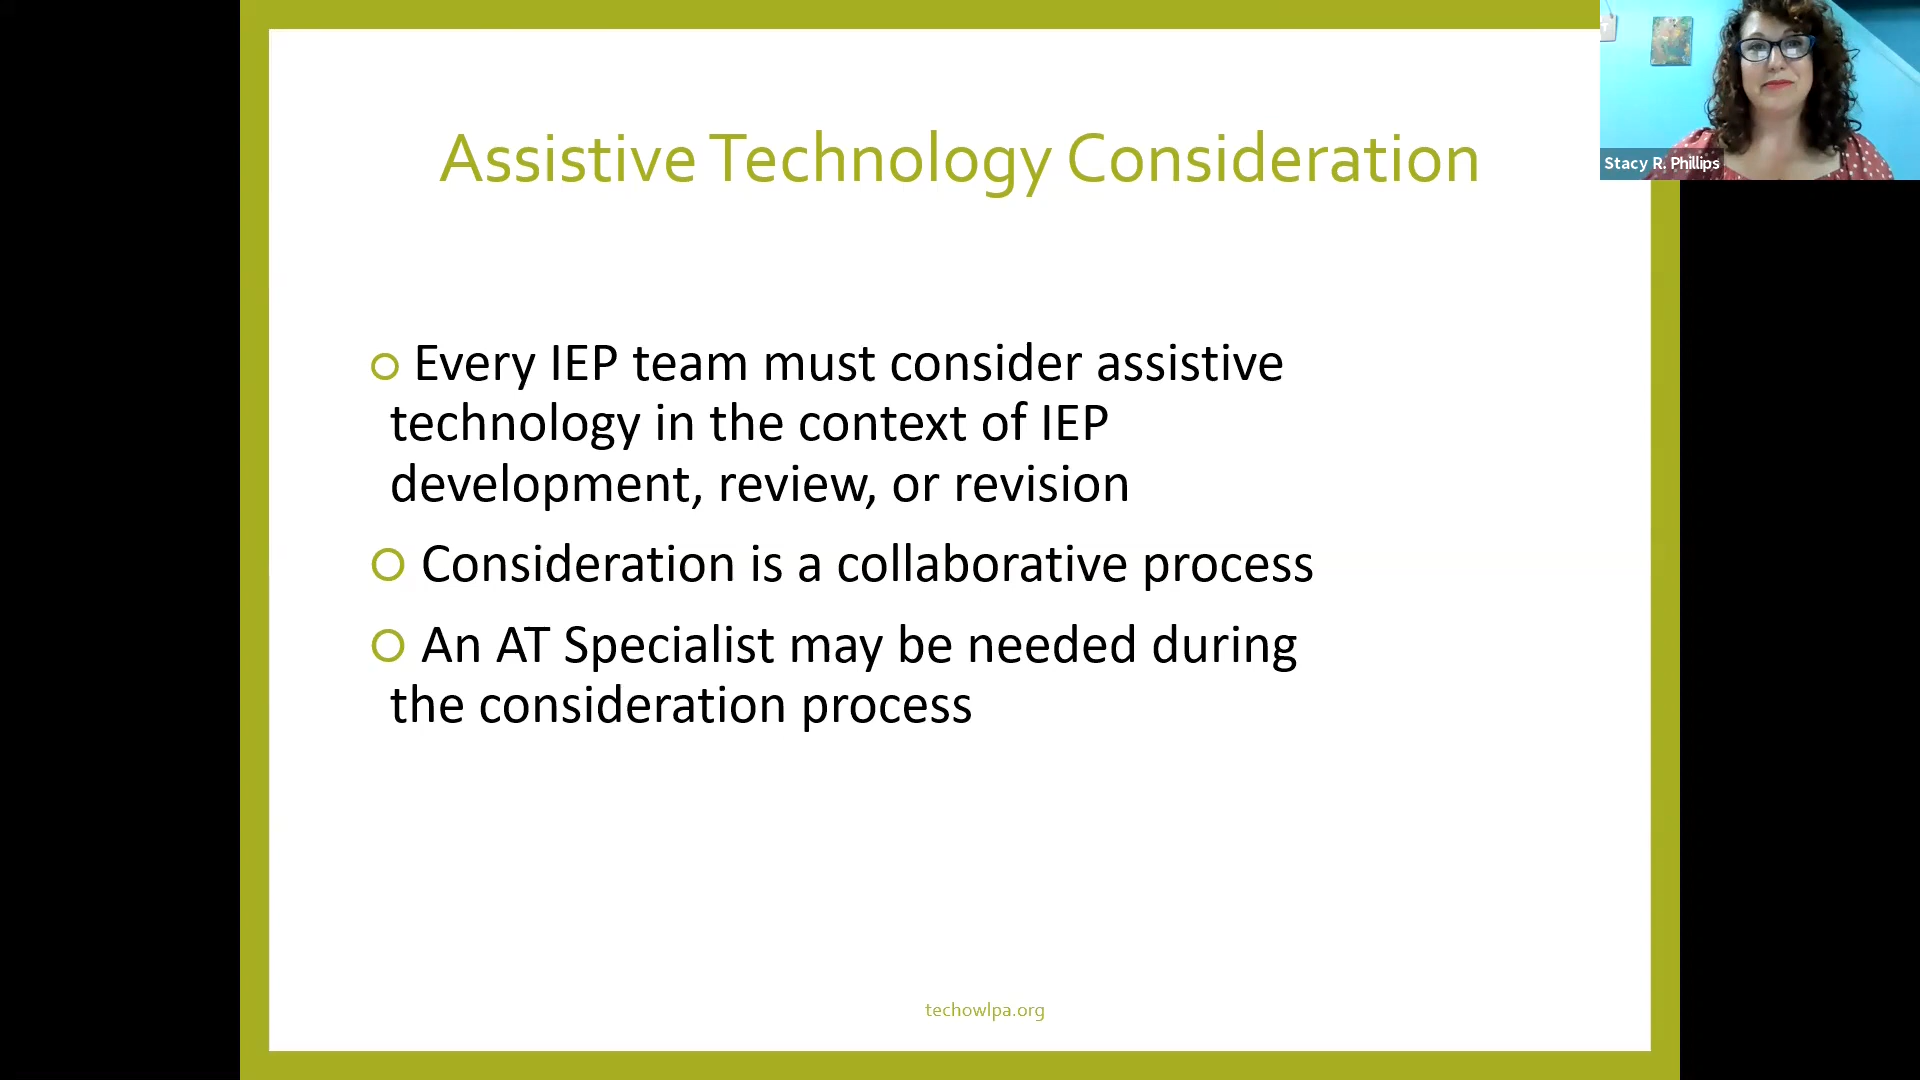 Assistive Technology Consideration
Stacy R. Phillips
Every IEP team must consider assistive
technology in the context of IEP
development, review, or revision
Consideration is a collaborative process
An AT Specialist may be needed during
the consideration process
techowlpa.org